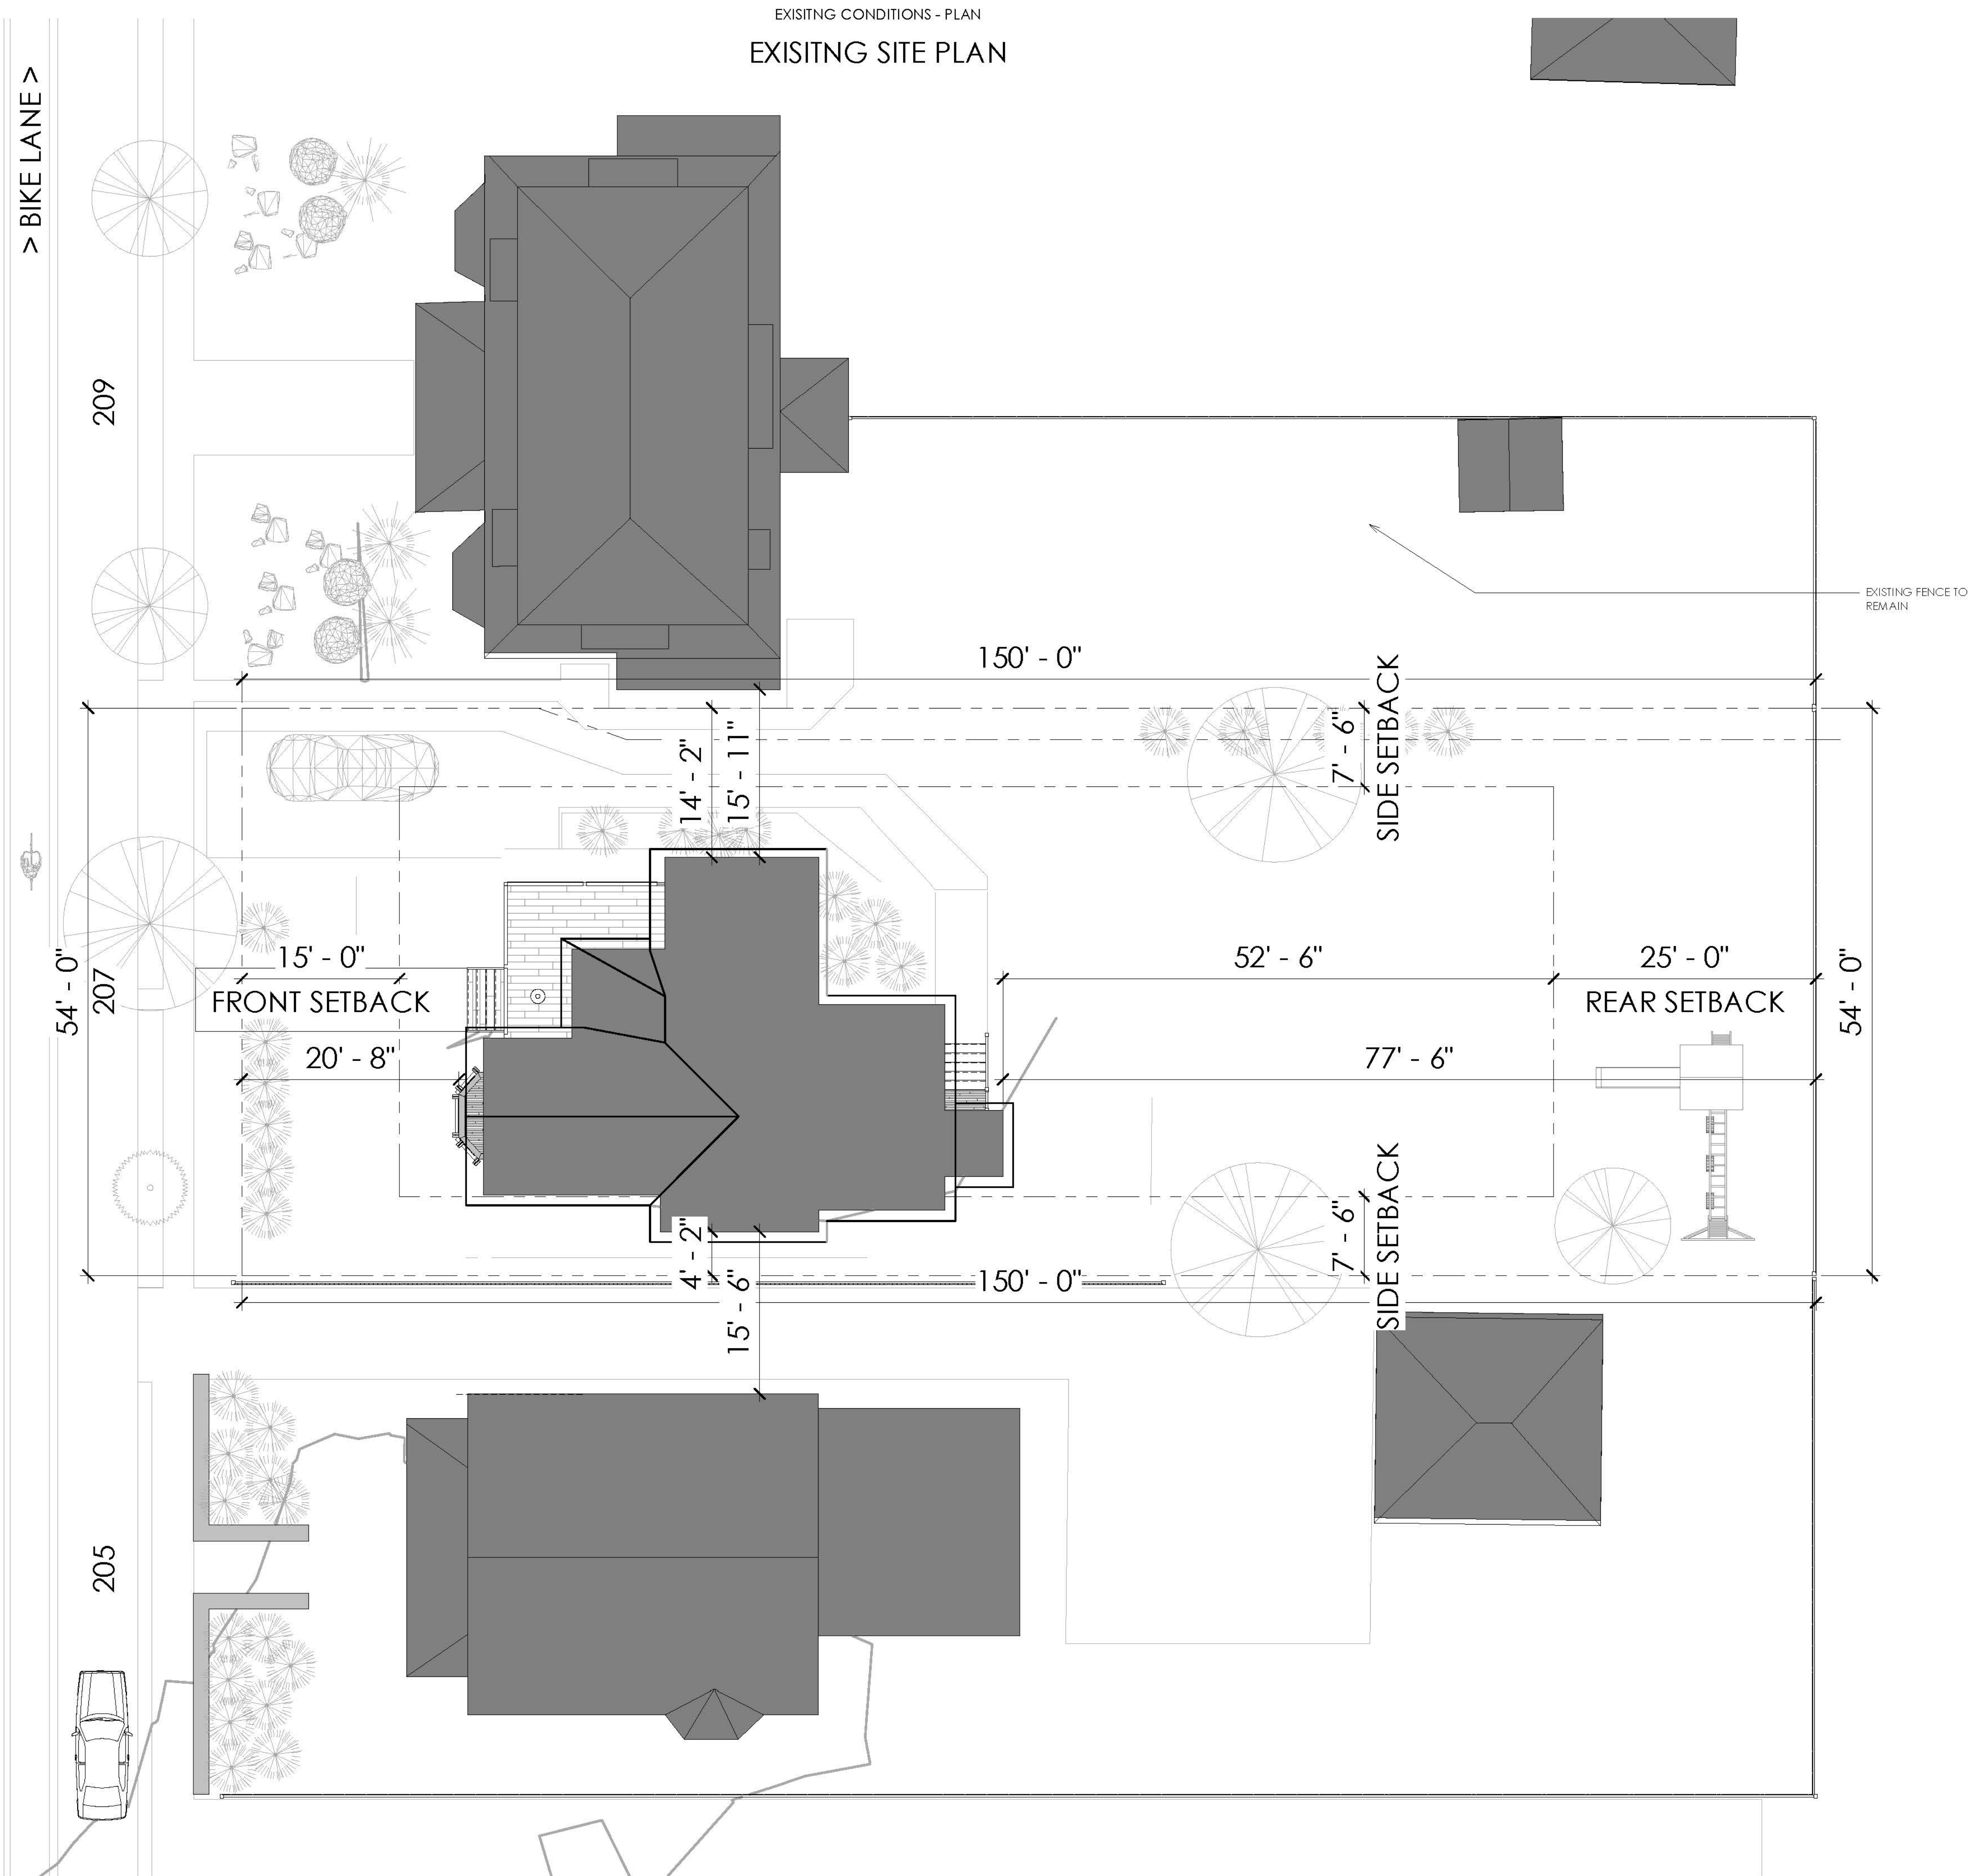 EXISITNG CONDITIONS - PLAN
EXISITNG SITE PLAN
> BIKE LANE >
209
EXISTING FENCE TO
REMAIN
150' - 0"
SIDE SETBACK
7' - 6"
14' - 2"
15' - 11"
54' - 0"
207
15' - 0"
FRONT SETBACK
20' - 8"
52' - 6"
25' - 0"
REAR SETBACK
77' - 6"
54' - 0"
4' - 2"
15' - 6"
150' - 0"
7' - 6"
SIDE SETBACK
205